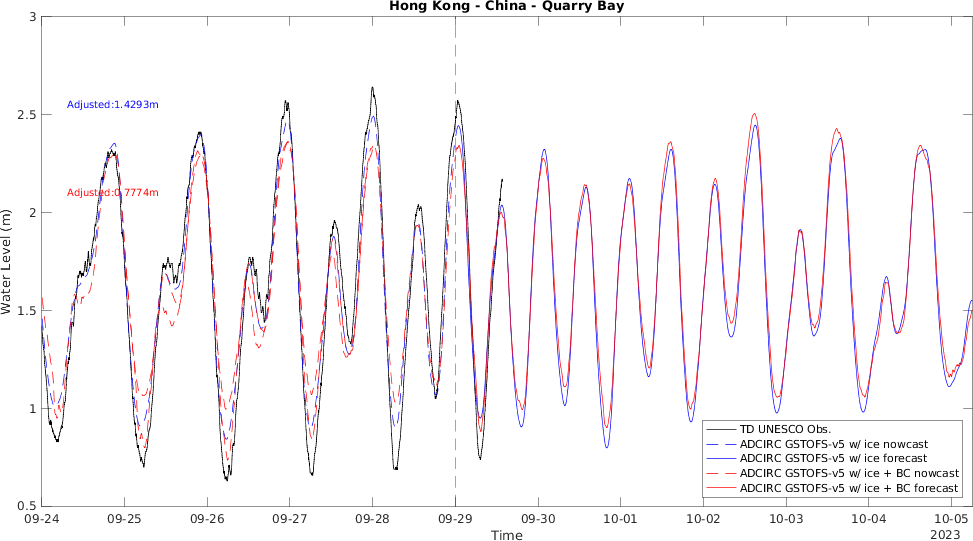 Hong Kong - China - Quarry Bay
3
2.5
2
1.5
1
0.5
Water Level (m)
Adjusted:1.4293m
Adjusted:0.7774m
TD UNESCO Obs.
ADCIRC GSTOFS-v5 w/ ice nowcast
ADCIRC GSTOFS-v5 w/ ice forecast
ADCIRC GSTOFS-v5 w/ ice + BC nowcast
ADCIRC GSTOFS-v5 w/ ice + BC forecast
09-24 09-25 09-26 09-27 09-28 09-29 09-30 10-01 10-02 10-03 10-04 10-05
2023
Time